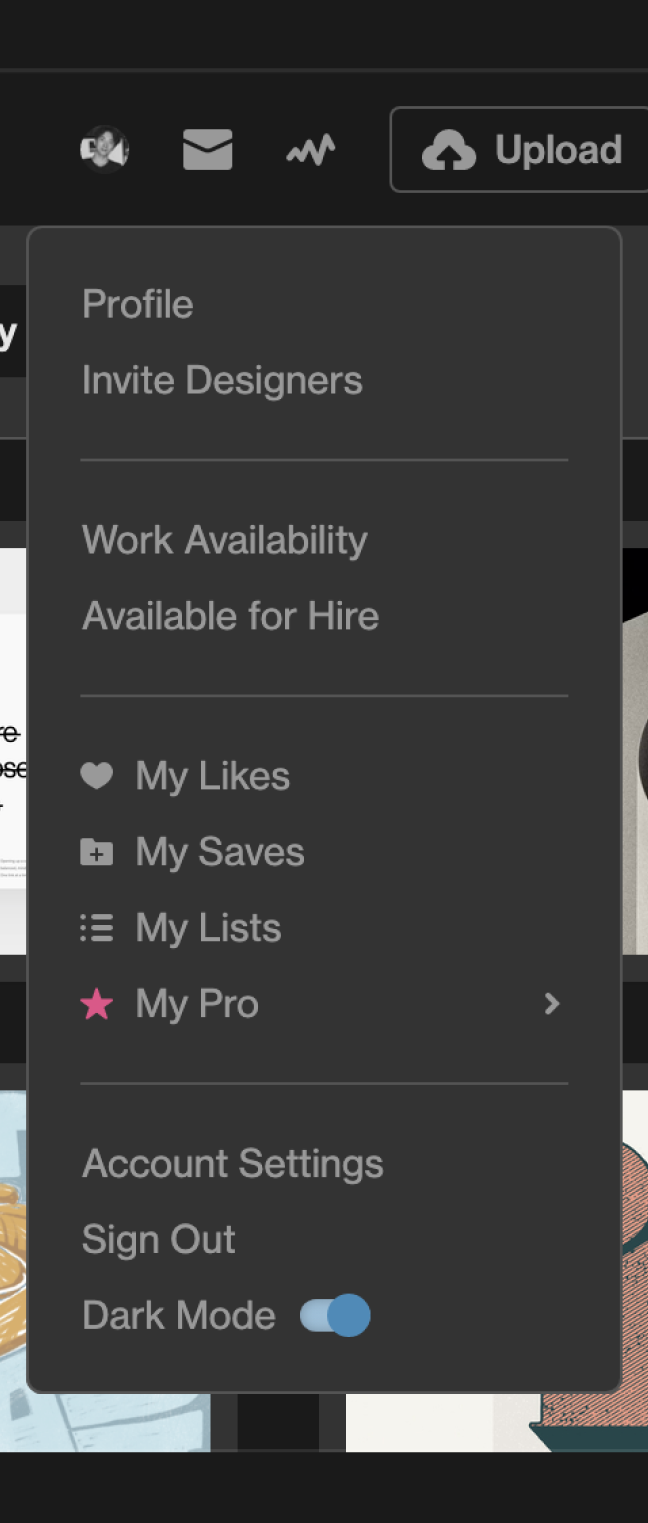 Upload
Profile
Invite Designers
y
Work Availability
Available for Hire
My Likes
My Saves
My Lists
My Pro
Account Settings
Sign Out
Dark Mode